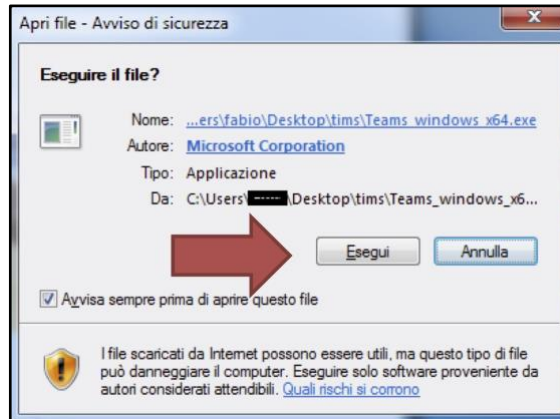 Apri file - Avviso di sicurezza
Eseguire il file?
Nome: ...ers\fabio\Desktop\tims\Teams_windows_x64.exe
Autore: Microsoft Corporation
Tipo: Applicazione
Da: C:\Users\ \Desktop\tims\Teams_windows_x6...
Esegui Annulla
Avvisa sempre prima di aprire questo file
I file scaricati da Internet possono essere utili, ma questo tipo di file
può danneggiare il computer. Eseguire solo software proveniente da
autori considerati attendibili. Quali rischi si corrono